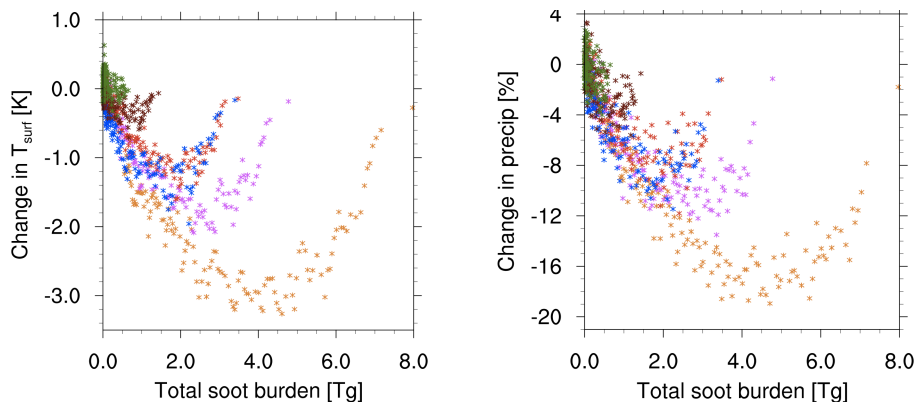 1.0
0.0
-1.0
-2.0
-3.0
Change in Tsurf [K]
0.0 2.0 4.0 6.0 8.0
Total soot burden [Tg]
4
0
-4
-8
-12
-16
-20
Change in precip [%]
0.0 2.0 4.0 6.0 8.0
Total soot burden [Tg]